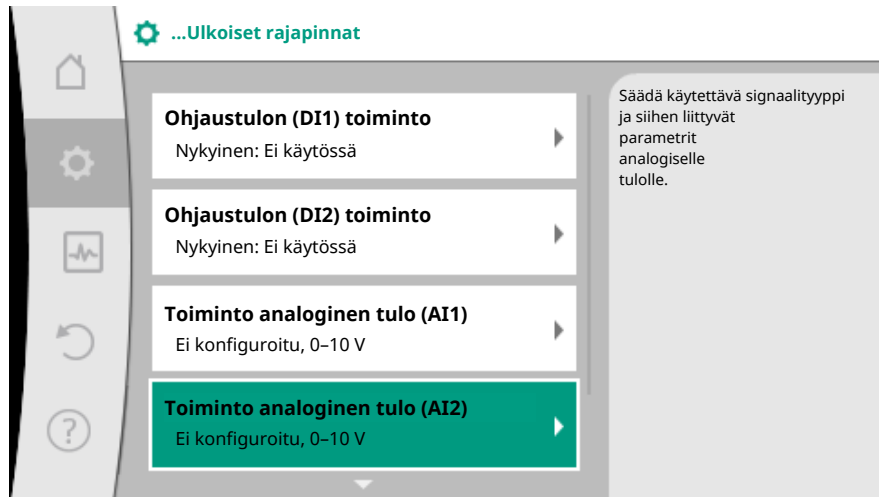 ...Ulkoiset rajapinnat
Ohjaustulon (DI1) toiminto
Nykyinen: Ei käytössä
Ohjaustulon (DI2) toiminto
Nykyinen: Ei käytössä
Toiminto analoginen tulo (AI1)
Ei konfiguroitu, 0–10 V
Toiminto analoginen tulo (AI2)
Ei konfiguroitu, 0–10 V
Säädä käytettävä signaalityyppi
ja siihen liittyvät
parametrit
analogiselle
tulolle.
?